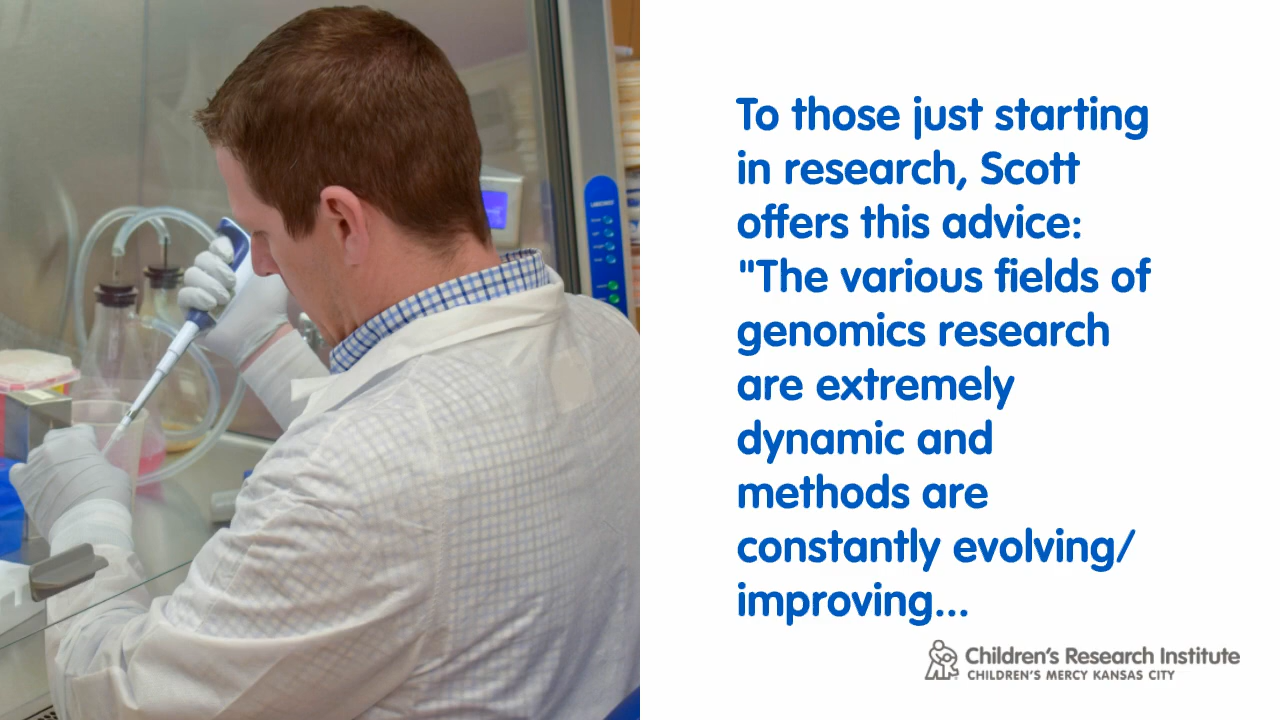 To those just starting
in research, Scott
offers this advice:
"The various fields of
genomics research
are extremely
dynamic and
methods are
constantly evolving/
improving...
Children's Research Institute
CHILDREN'S MERCY KANSAS CITY